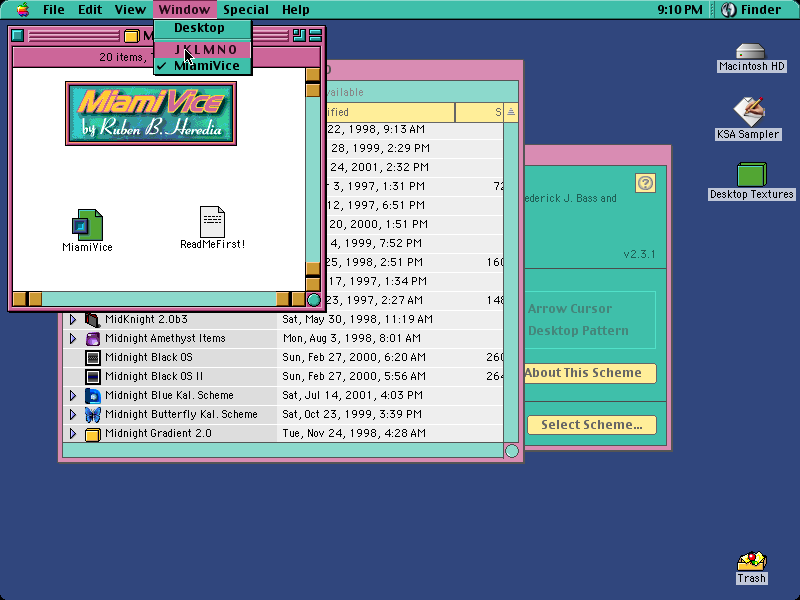 File Edit View Window Special Help 9:10 PM Finder
Desktop
J K L M N O
✓ MiamiVice
20 items,
MiamiVice
by Ruben B. Heredia
MiamiVice
ReadMeFirst!
vailable
ified S
22, 1998, 9:13 AM
28, 1999, 2:29 PM
24, 2001, 2:32 PM
3, 1997, 1:31 PM 72
12, 1997, 6:51 PM
20, 2000, 1:51 PM
4, 1999, 7:52 PM
25, 1998, 2:51 PM 160
17, 1997, 1:34 PM
23, 1997, 2:27 AM 148
MidKnight 2.0b3 Sat, May 30, 1998, 11:19 AM
Midnight Amethyst Items Mon, Aug 3, 1998, 8:01 AM
Midnight Black OS Sun, Feb 27, 2000, 6:20 AM 260
Midnight Black OS II Sun, Feb 27, 2000, 5:56 AM 264
Midnight Blue Kal. Scheme Sat, Jul 14, 2001, 4:03 PM
Midnight Butterfly Kal. Scheme Sat, Oct 23, 1999, 3:39 PM
Midnight Gradient 2.0 Tue, Nov 24, 1998, 4:28 AM
ederick J. Bass and
v2.3.1
Arrow Cursor
Desktop Pattern
About This Scheme
Select Scheme...
Macintosh HD
KSA Sampler
Desktop Textures
Trash